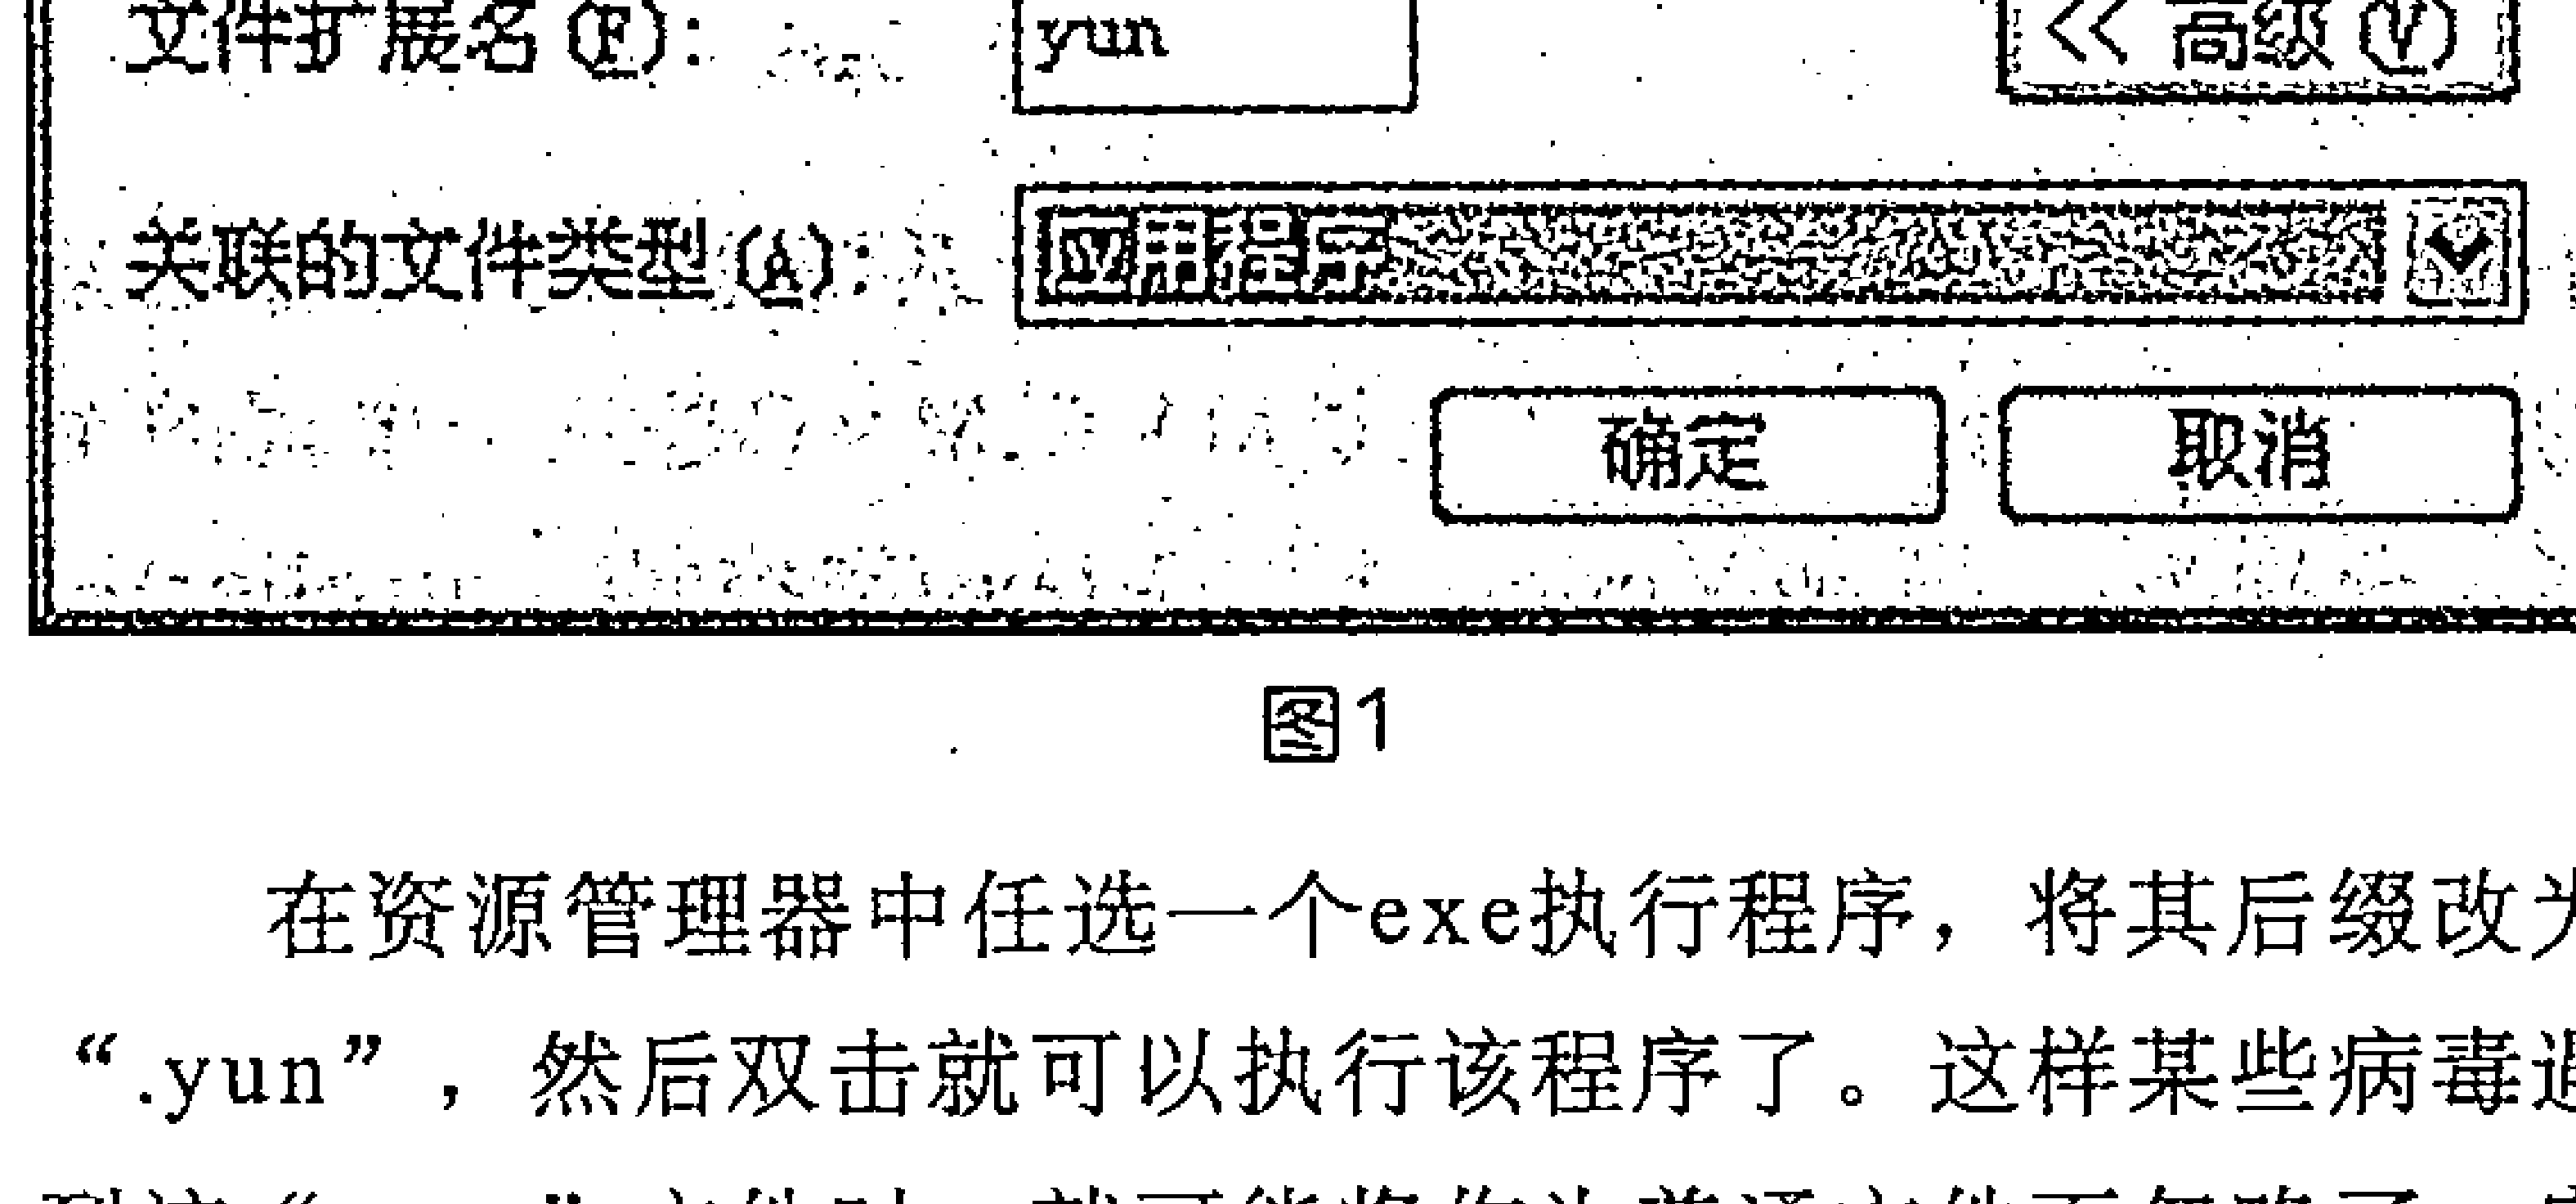 文件扩展名(F): yun << 高级(V)
关联的文件类型(A): 应用程序
确定 取消
图1
在资源管理器中任选一个exe执行程序，将其后缀改为
“.yun”，然后双击就可以执行该程序了。这样某些病毒遇